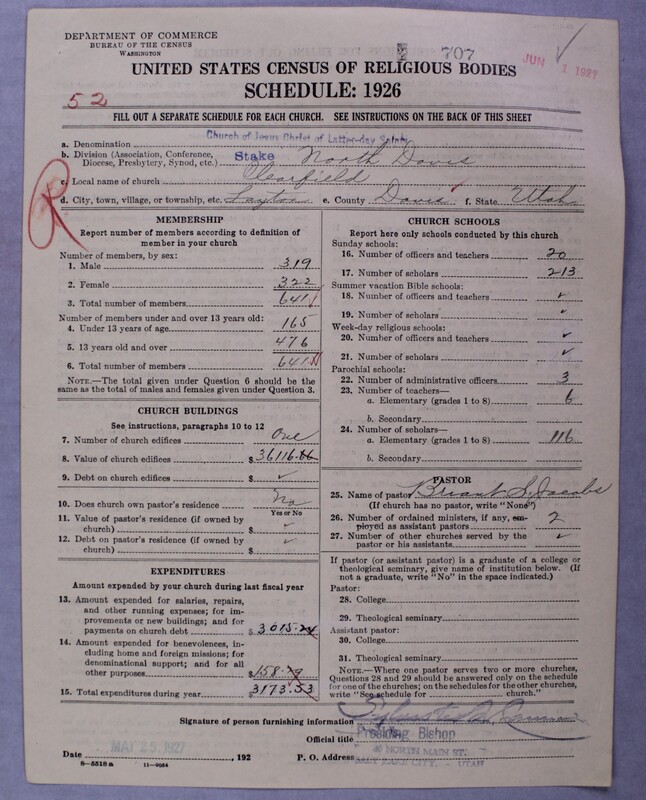 DEPARTMENT OF COMMERCE
BUREAU OF THE CENSUS
WASHINGTON
707
JUN 1 1927
UNITED STATES CENSUS OF RELIGIOUS BODIES
SCHEDULE: 1926
52
FILL OUT A SEPARATE SCHEDULE FOR EACH CHURCH. SEE INSTRUCTIONS ON THE BACK OF THIS SHEET
a. Denomination Church of Jesus Christ of Latter-day Saints
b. Division (Association, Conference, Diocese, Presbytery, Synod, etc.) Stake North Davis
c. Local name of church Clearfield
d. City, town, village, or township, etc. Layton e. County Davis f. State Utah
R
MEMBERSHIP
Report number of members according to definition of
member in your church
Number of members, by sex:
1. Male 319
2. Female 322
3. Total number of members 641
Number of members under and over 13 years old:
4. Under 13 years of age 165
5. 13 years old and over 476
6. Total number of members 641
NOTE.—The total given under Question 6 should be
same as the total of males and females given under Question 3.
CHURCH BUILDINGS
See instructions, paragraphs 10 to 12
7. Number of church edifices One
8. Value of church edifices $36116.66
9. Debt on church edifices $ ✓
10. Does church own pastor's residence No
Yes or No
11. Value of pastor's residence (if owned by
church) $ ✓
12. Debt on pastor's residence (if owned by
church) $ ✓
EXPENDITURES
Amount expended by your church during last fiscal year
13. Amount expended for salaries, repairs,
and other running expenses; for im-
provements or new buildings; and for
payments on church debt $3015.24
14. Amount expended for benevolences, in-
cluding home and foreign missions; for
denominational support; and for all
other purposes $158.29
15. Total expenditures during year 3173.53
CHURCH SCHOOLS
Report here only schools conducted by this church
Sunday schools:
16. Number of officers and teachers 20
17. Number of scholars 213
Summer vacation Bible schools:
18. Number of officers and teachers ✓
19. Number of scholars ✓
Week-day religious schools:
20. Number of officers and teachers ✓
21. Number of scholars ✓
Parochial schools:
22. Number of administrative officers 3
23. Number of teachers—
a. Elementary (grades 1 to 8) 6
b. Secondary
24. Number of scholars—
a. Elementary (grades 1 to 8) 116
b. Secondary
PASTOR
25. Name of pastor Briant S. Jacobs
(If church has no pastor, write "None")
26. Number of ordained ministers, if any, em-
ployed as assistant pastors 2
27. Number of other churches served by the
pastor or his assistants ✓
If pastor (or assistant pastor) is a graduate of a college or
theological seminary, give name of institution below. (If
not a graduate, write "No" in the space indicated.)
Pastor:
28. College
29. Theological seminary
Assistant pastor:
30. College
31. Theological seminary
NOTE.—Where one pastor serves two or more churches,
Questions 28 and 29 should be answered only on the schedule
for one of the churches; on the schedules for the other churches,
write "See schedule for church."
Signature of person furnishing information
Official title Presiding Bishop
40 NORTH MAIN ST.
Date MAY 25 1927, 192 P. O. Address SALT LAKE CITY - UTAH
8-5518a 11-9054